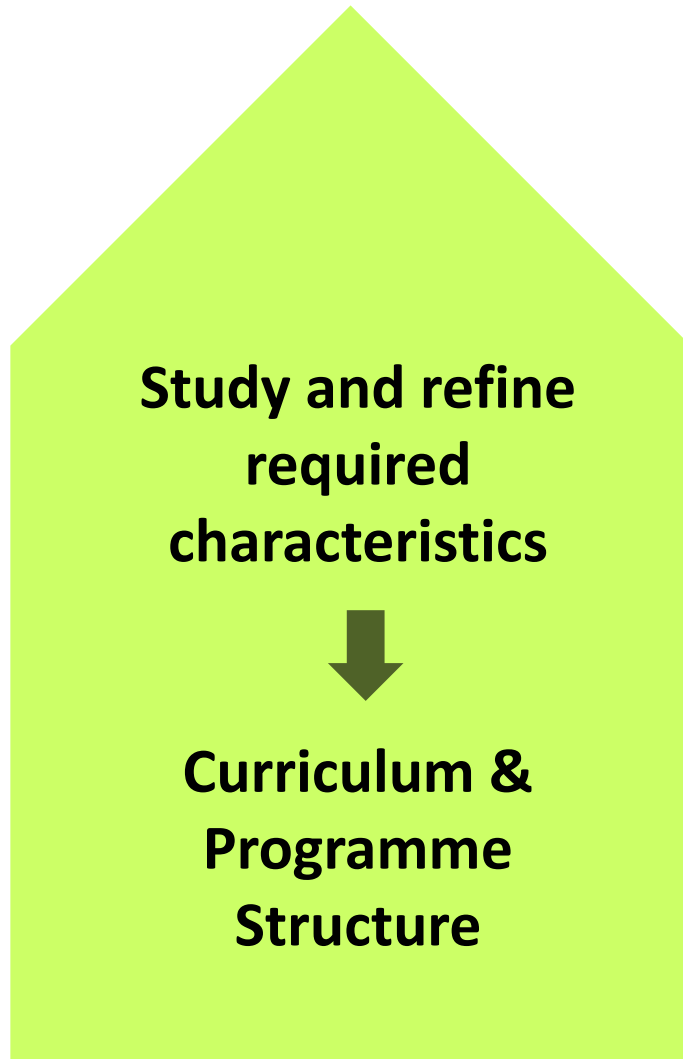 Study and refine
required
characteristics
Curriculum &
Programme
Structure